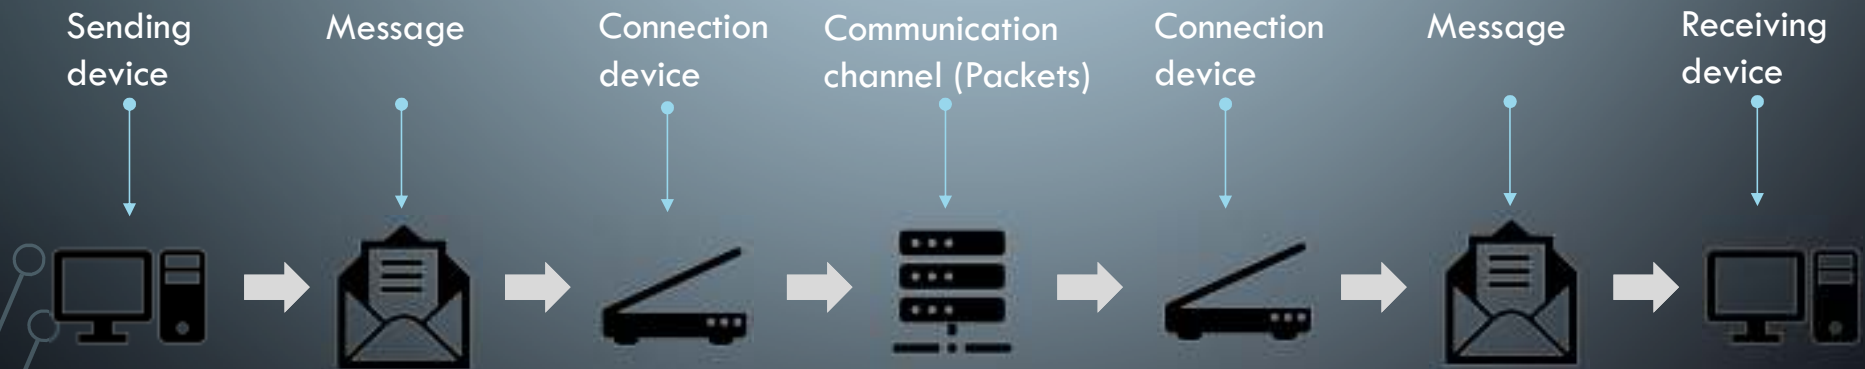 Sending
device
Message
Connection
device
Communication
channel (Packets)
Connection
device
Message
Receiving
device